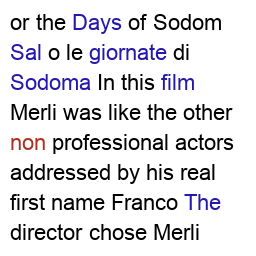 or the Days of Sodom
Sal o le giornate di
Sodoma In this film
Merli was like the other
non professional actors
addressed by his real
first name Franco The
director chose Merli